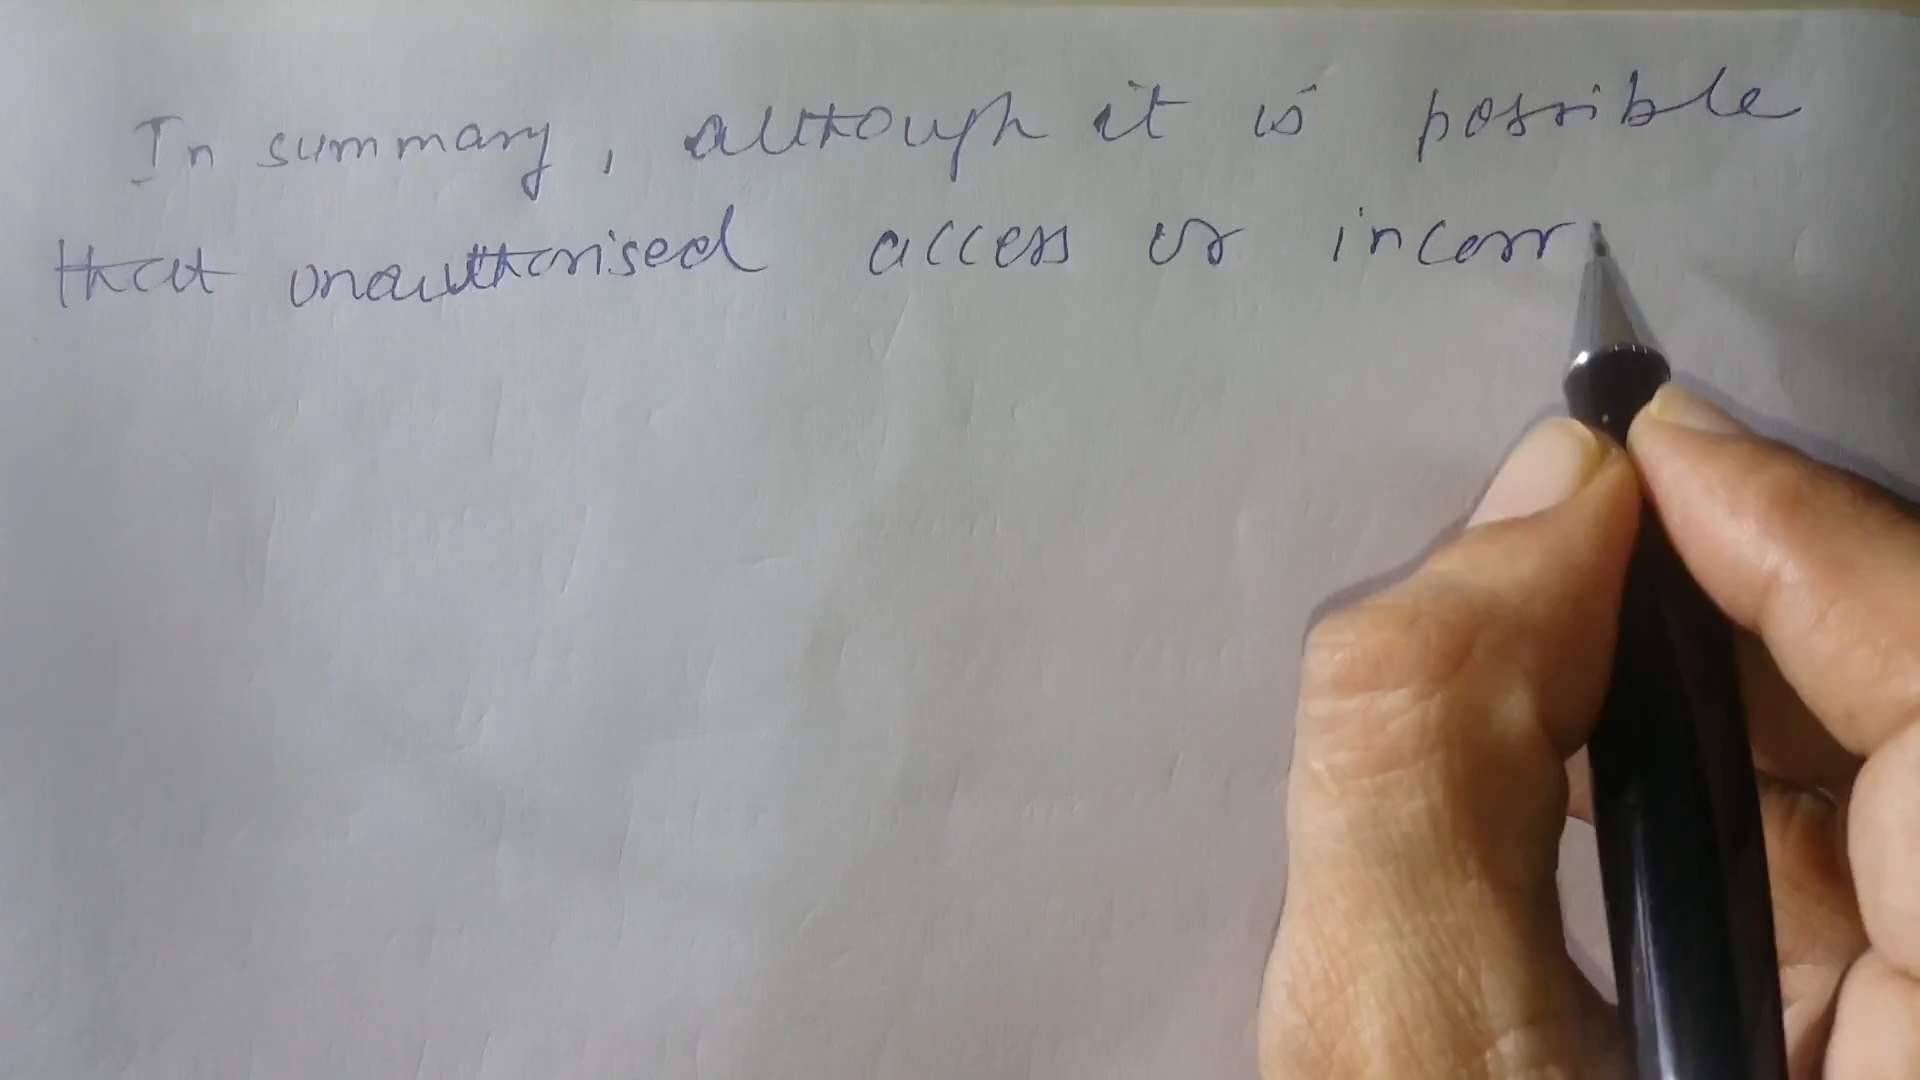 In summary, although it is possible
that unauthorised access or incorr